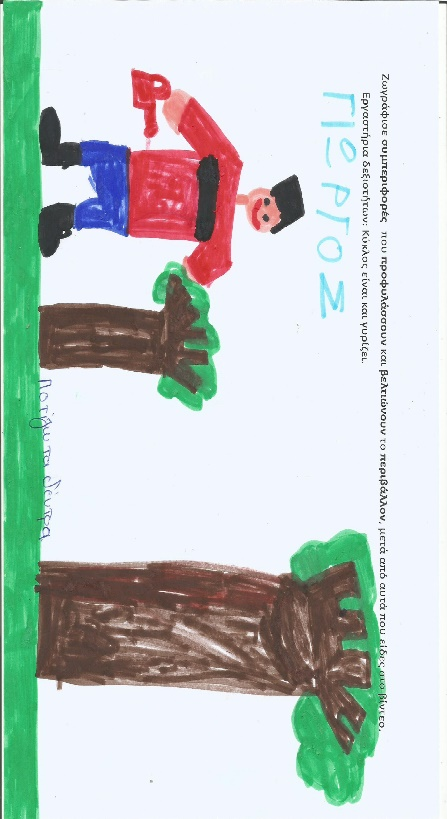 Ζωγράφισε συμπεριφορές που προφυλάσσουν και βελτιώνουν το περιβάλλον, μετά από αυτά που είδες στο βίντεο.
Εργαστήρια δεξιοτήτων: Κύκλος είναι και γυρίζει
ΓΙΩΡΓΟΣ
Ποτίζω τα δέντρα